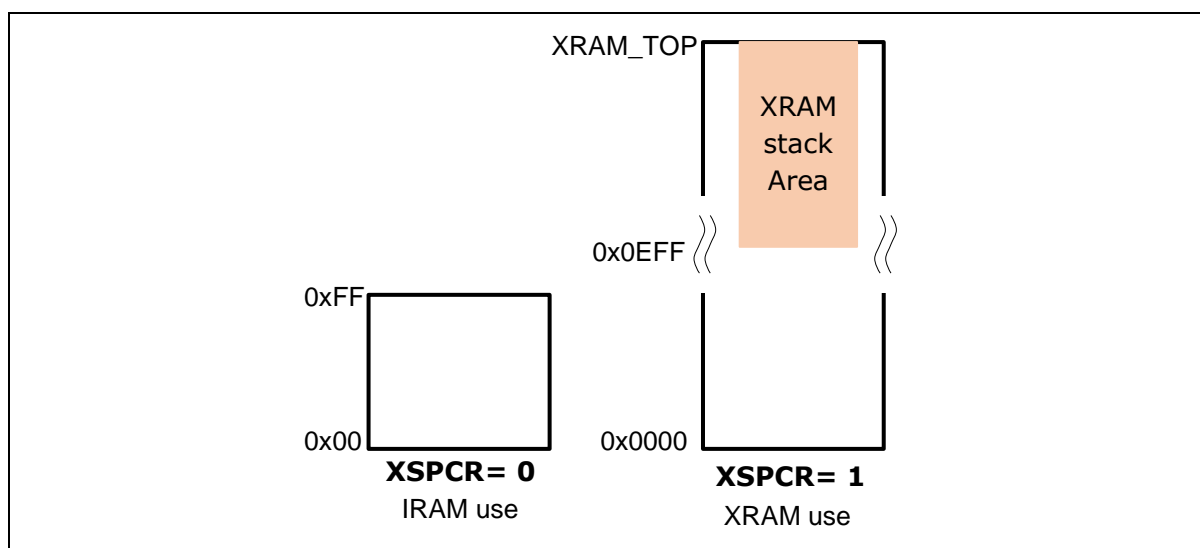 XRAM_TOP
XRAM
stack
Area
0x0EFF
0xFF
0x00
0x0000
XSPCR= 0
XSPCR= 1
IRAM use
XRAM use